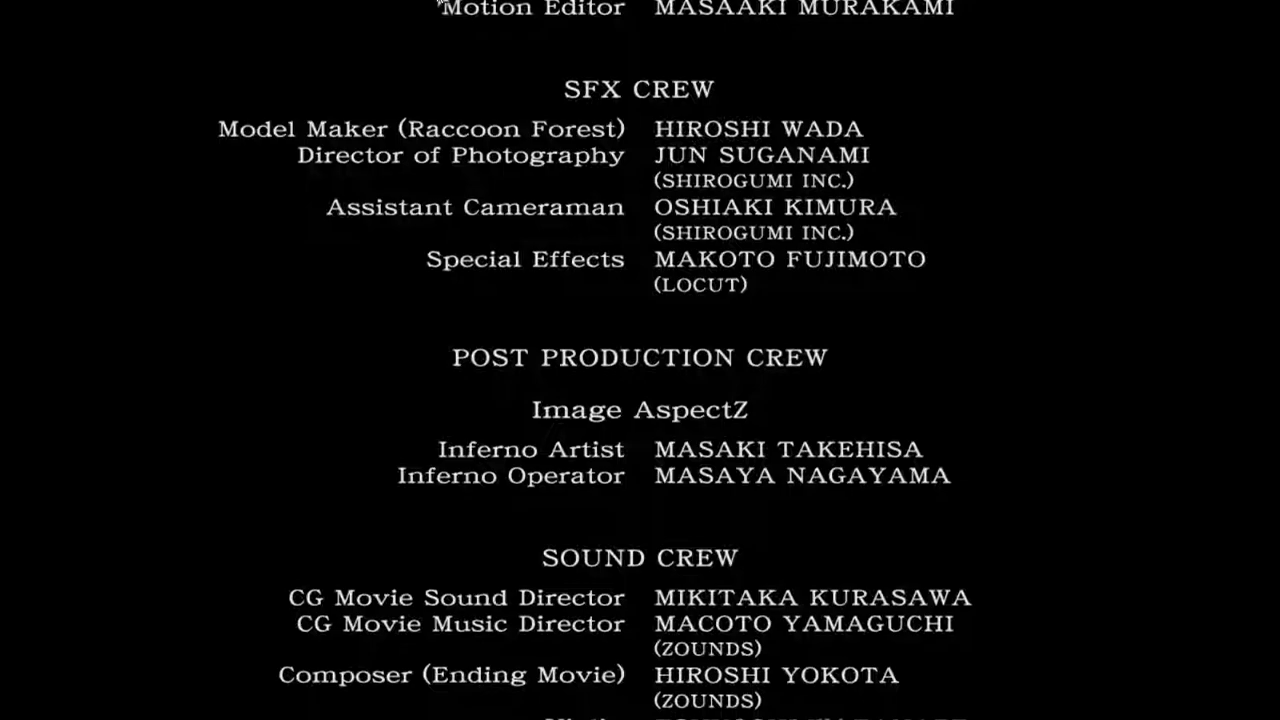 Motion Editor MASAAKI MURAKAMI
SFX CREW
Model Maker (Raccoon Forest) HIROSHI WADA
Director of Photography JUN SUGANAMI
(SHIROGUMI INC.)
Assistant Cameraman OSHIAKI KIMURA
(SHIROGUMI INC.)
Special Effects MAKOTO FUJIMOTO
(LOCUT)
POST PRODUCTION CREW
Image AspectZ
Inferno Artist MASAKI TAKEHISA
Inferno Operator MASAYA NAGAYAMA
SOUND CREW
CG Movie Sound Director MIKITAKA KURASAWA
CG Movie Music Director MACOTO YAMAGUCHI
(ZOUNDS)
Composer (Ending Movie) HIROSHI YOKOTA
(ZOUNDS)